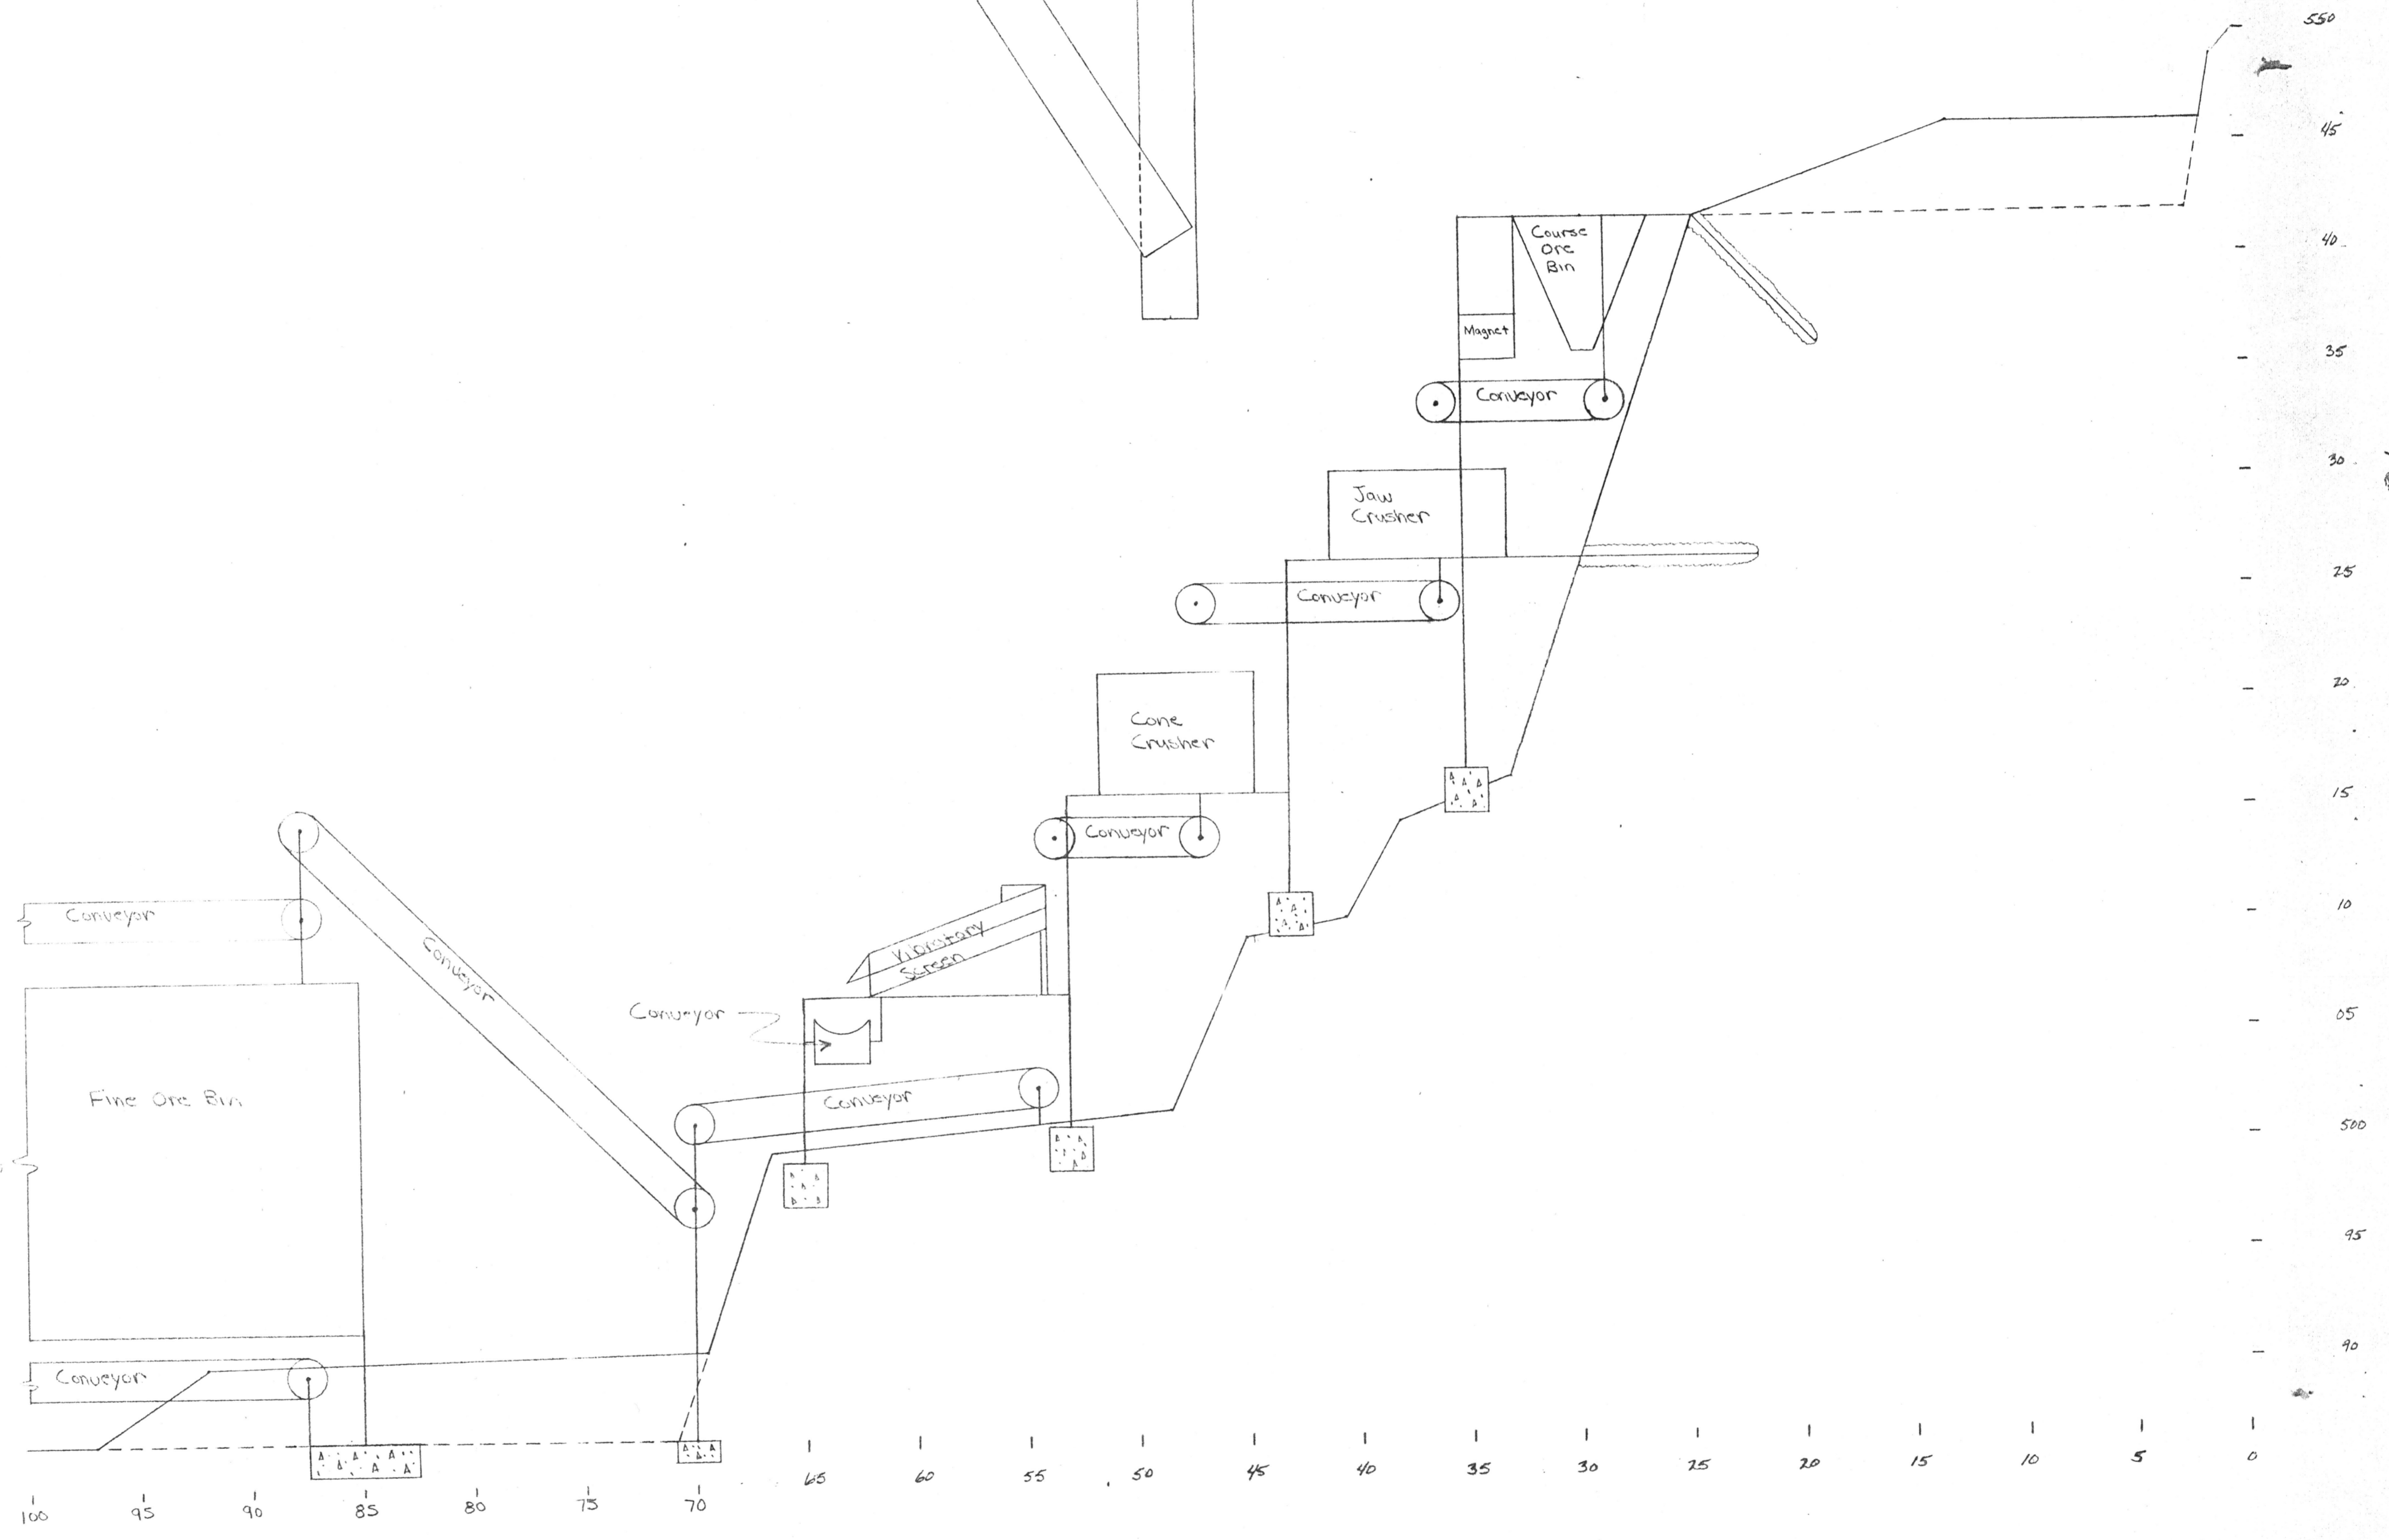 550
45
40
35
30
25
20
15
10
05
500
95
90
Course
Ore
Bin
Magnet
Conveyor
Jaw
Crusher
Conveyor
Cone
Crusher
Conveyor
Vibratory
Screen
Conveyor
Conveyor
Conveyor
Conveyor
Fine Ore Bin
Conveyor
100
95
90
85
80
75
70
65
60
55
50
45
40
35
30
25
20
15
10
5
0